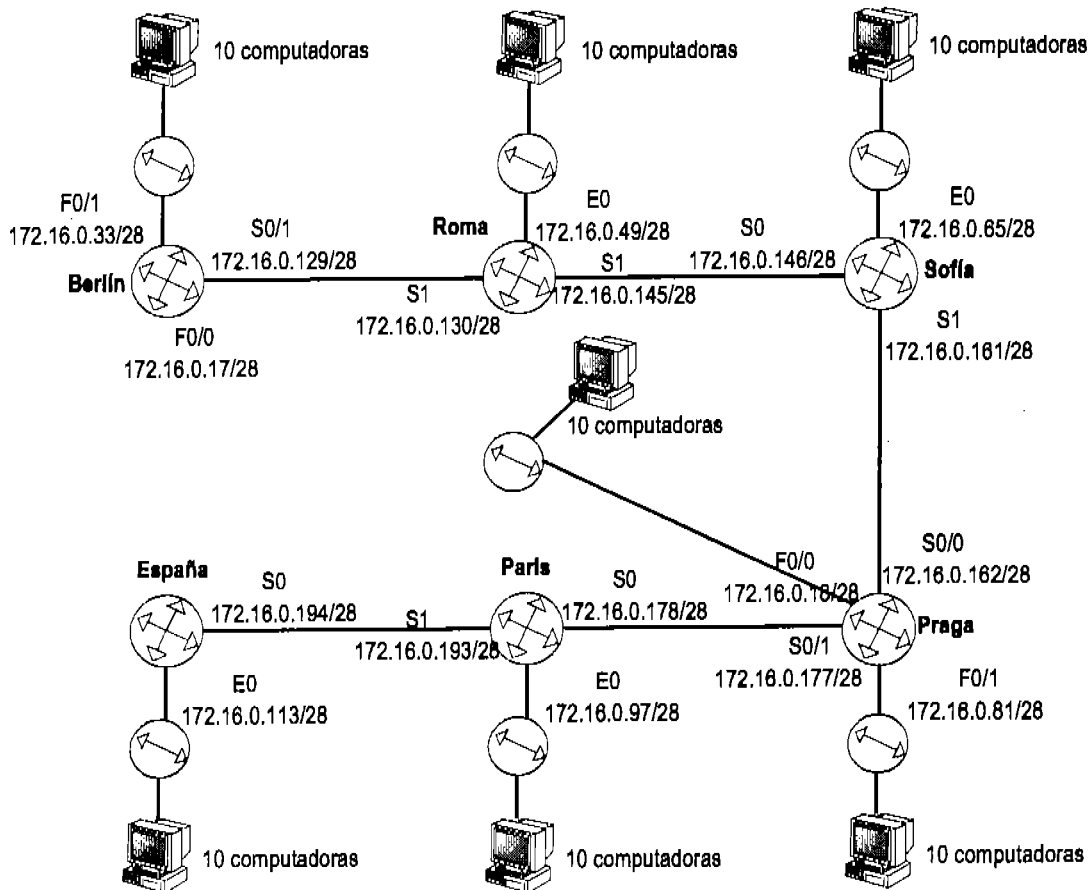 10 computadoras
10 computadoras
10 computadoras
F0/1
172.16.0.33/28
S0/1
172.16.0.129/28
Berlín
F0/0
172.16.0.17/28
Roma
E0
172.16.0.49/28
S1
172.16.0.130/28
S1
172.16.0.145/28
S0
172.16.0.146/28
E0
172.16.0.65/28
Sofía
S1
172.16.0.161/28
10 computadoras
España
S0
172.16.0.194/28
S1
172.16.0.193/28
París
S0
172.16.0.178/28
F0/0
172.16.0.18/28
S0/0
172.16.0.162/28
Praga
S0/1
172.16.0.177/28
F0/1
172.16.0.81/28
E0
172.16.0.113/28
E0
172.16.0.97/28
10 computadoras
10 computadoras
10 computadoras